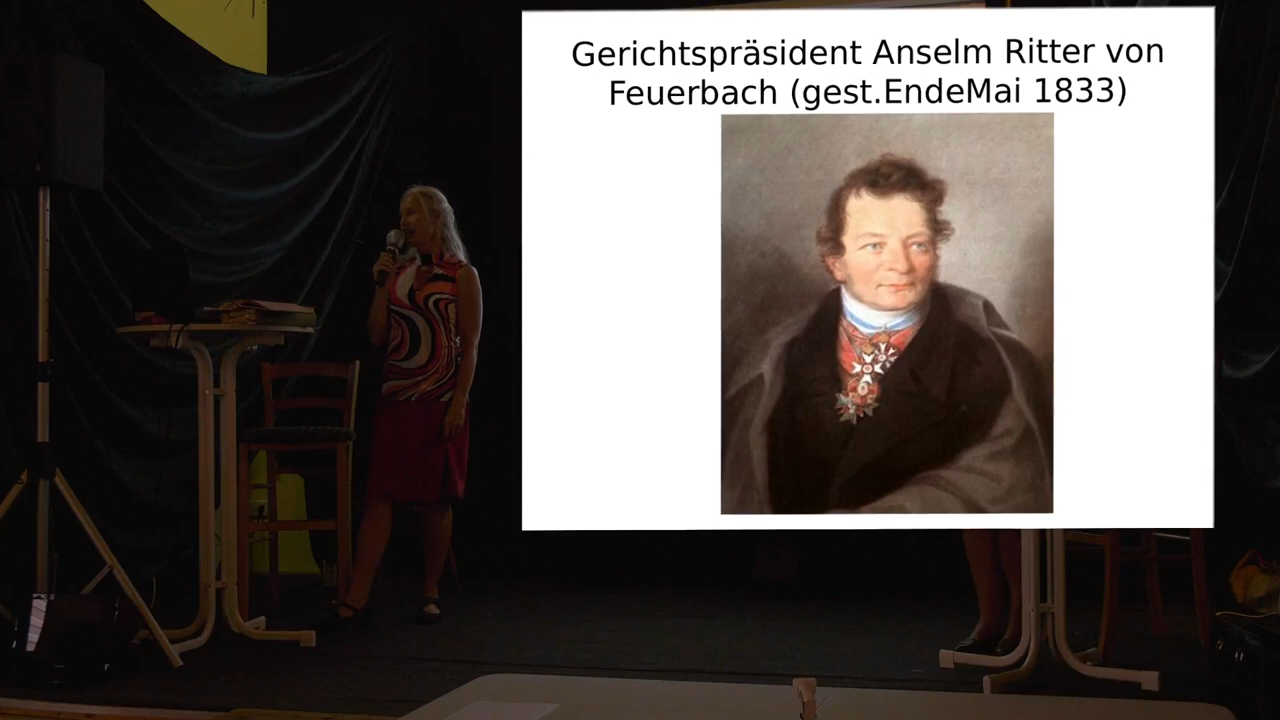 Gerichtspräsident Anselm Ritter von
Feuerbach (gest.EndeMai 1833)